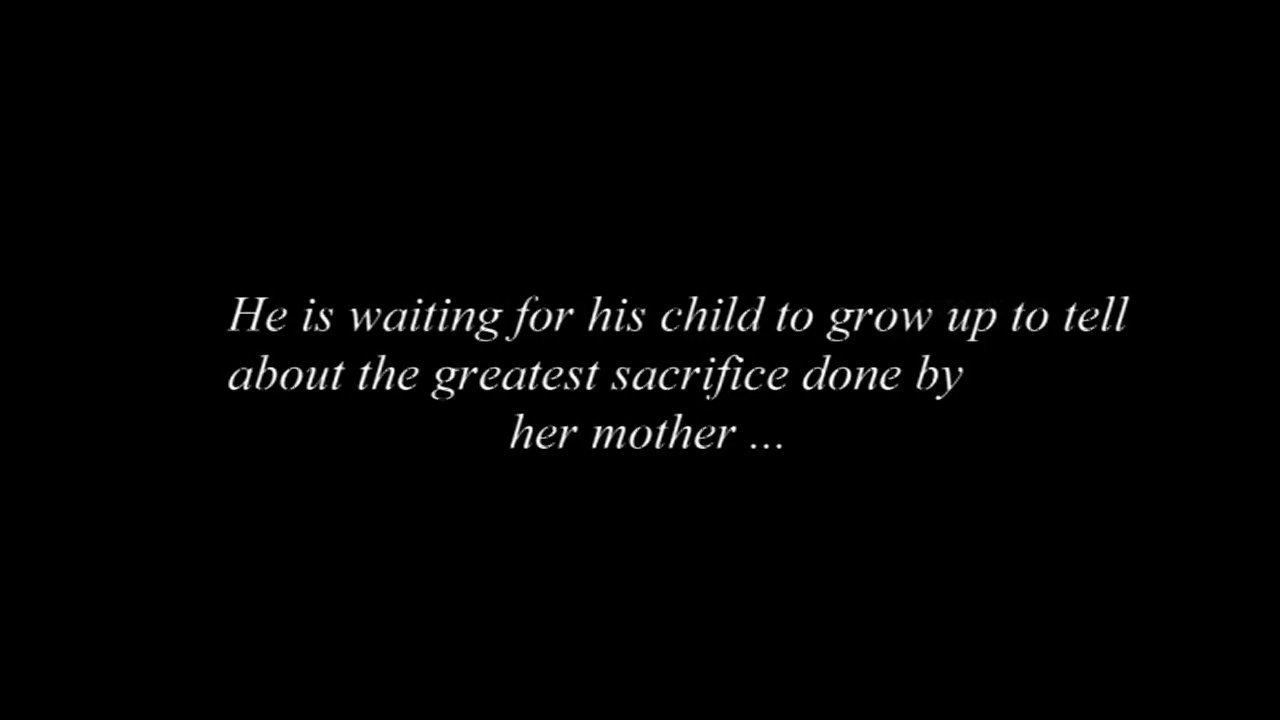 He is waiting for his child to grow up to tell
about the greatest sacrifice done by
her mother ...